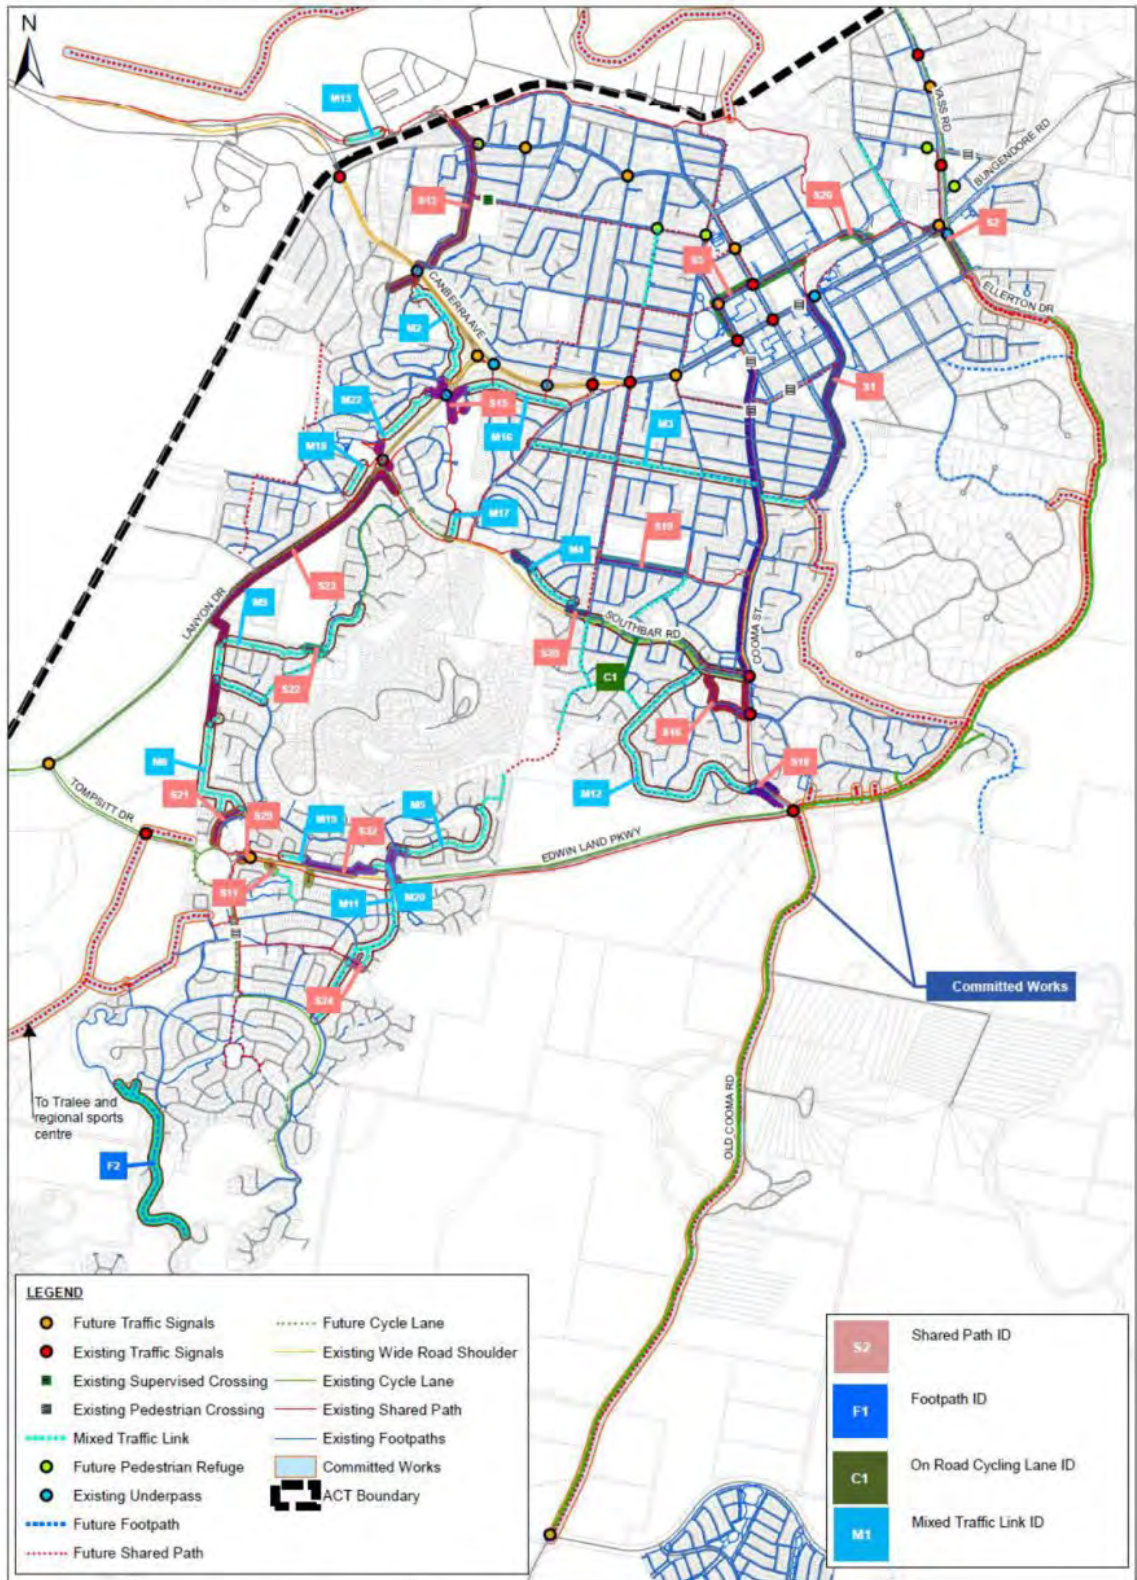 N
M13
YASS RD
BUNGENDORE RD
S12
S26
S2
S5
ELLERTON DR
CANBERRA AVE
M2
S1
M22
S15
M16
M3
M18
M17
S19
M4
LANYON DR
S23
M9
SOUTHBAR RD
COOMA ST
S22
C1
S16
S18
M12
TOMPSITT DR
S21
S29
M19
S32
M5
EDWIN LAND PKWY
S11
M11
M20
S24
Committed Works
To Tralee and
regional sports
centre
F2
OLD COOMA RD
LEGEND
Future Traffic Signals
Existing Traffic Signals
Existing Supervised Crossing
Existing Pedestrian Crossing
Mixed Traffic Link
Future Pedestrian Refuge
Existing Underpass
Future Footpath
Future Shared Path
Future Cycle Lane
Existing Wide Road Shoulder
Existing Cycle Lane
Existing Shared Path
Existing Footpaths
Committed Works
ACT Boundary
S2 Shared Path ID
F1 Footpath ID
C1 On Road Cycling Lane ID
M1 Mixed Traffic Link ID